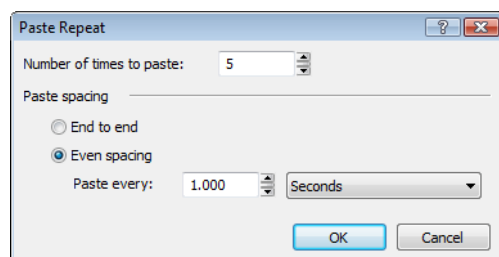 Paste Repeat
Number of times to paste: 5
Paste spacing
End to end
Even spacing
Paste every: 1.000 Seconds
OK Cancel